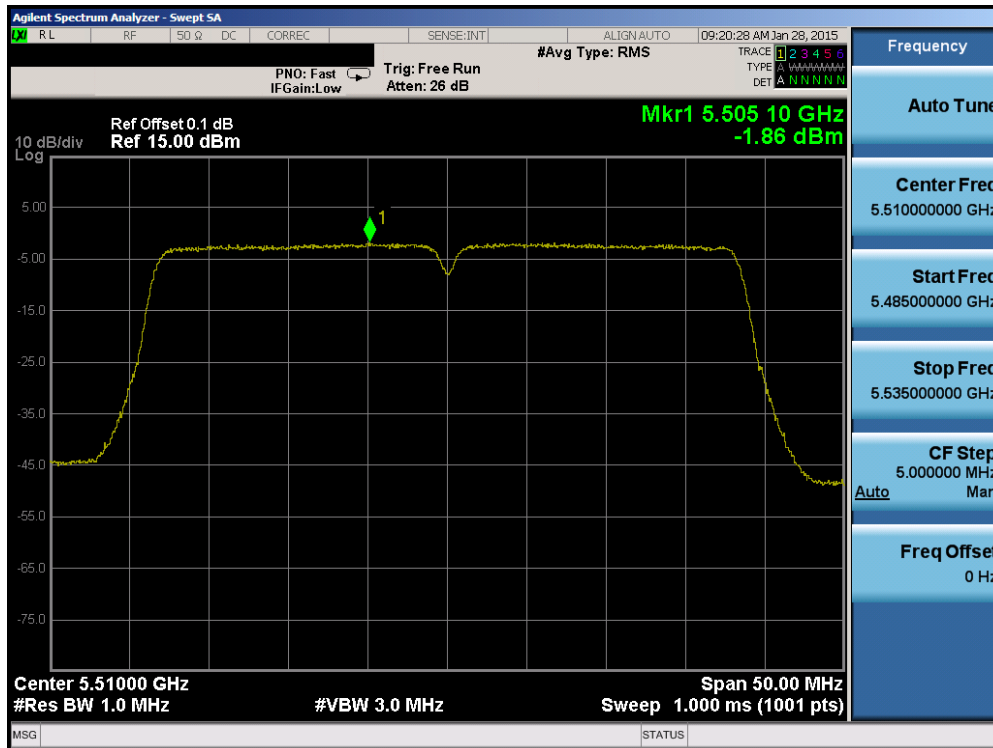 Agilent Spectrum Analyzer - Swept SA
LXI RL RF 50 Ω DC CORREC SENSE:INT ALIGN AUTO 09:20:28 AM Jan 28, 2015
#Avg Type: RMS TRACE 1 2 3 4 5 6
PNO: Fast Trig: Free Run TYPE A WWWWW
IFGain:Low Atten: 26 dB DET A N N N N N
Mkr1 5.505 10 GHz
Ref Offset 0.1 dB -1.86 dBm
10 dB/div Ref 15.00 dBm
Log
5.00
1
-5.00
-15.0
-25.0
-35.0
-45.0
-55.0
-65.0
-75.0
Center 5.51000 GHz Span 50.00 MHz
#Res BW 1.0 MHz #VBW 3.0 MHz Sweep 1.000 ms (1001 pts)
MSG STATUS
Frequency
Auto Tune
Center Freq
5.510000000 GHz
Start Freq
5.485000000 GHz
Stop Freq
5.535000000 GHz
CF Step
5.000000 MHz
Auto Man
Freq Offset
0 Hz